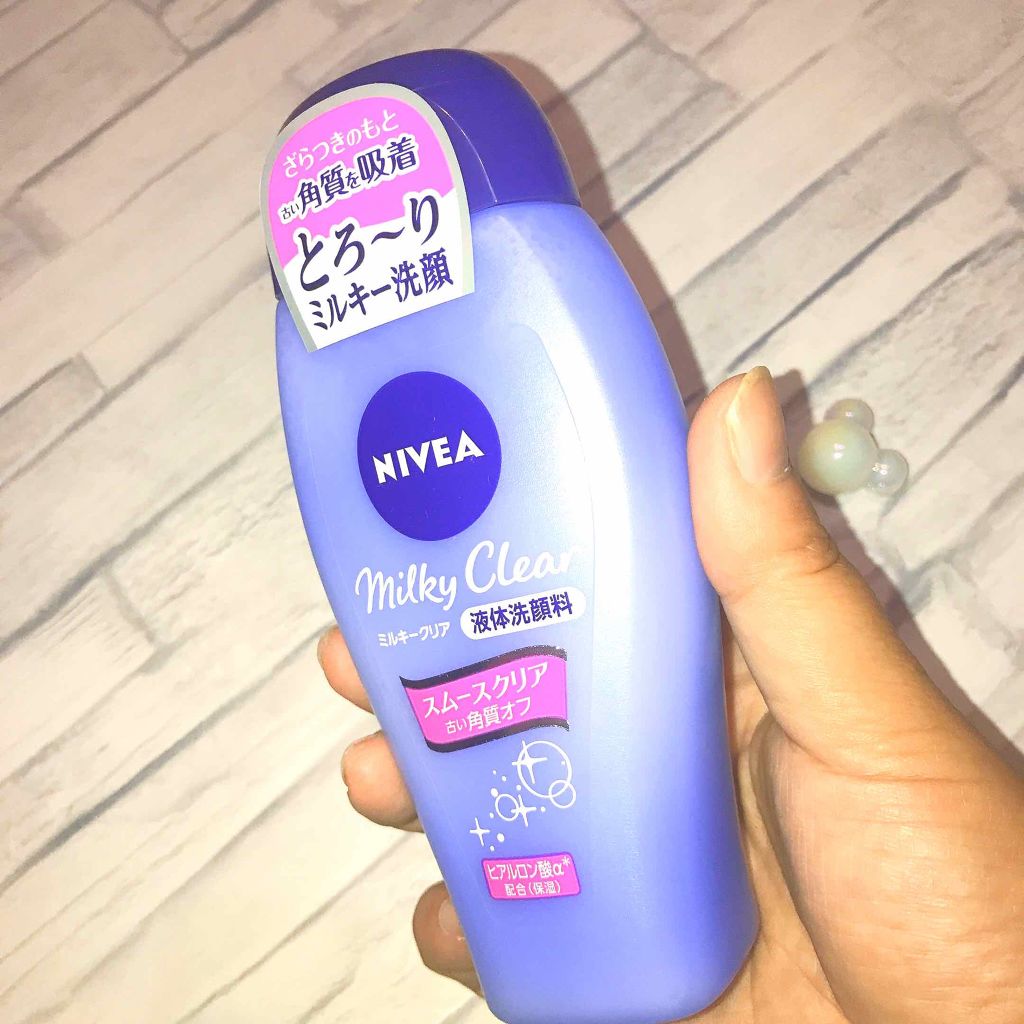 ざらつきのもと
古い角質を吸着
とろ〜り
ミルキー洗顔
NIVEA
Milky Clear
ミルキークリア 液体洗顔料
スムースクリア
古い角質オフ
ヒアルロン酸α*
配合(保湿)